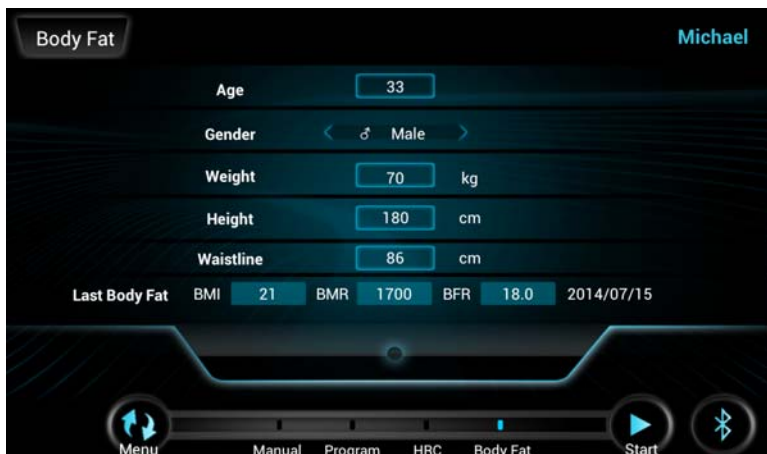 Body Fat
Michael
Age 33
Gender ♂ Male
Weight 70 kg
Height 180 cm
Waistline 86 cm
Last Body Fat BMI 21 BMR 1700 BFR 18.0 2014/07/15
Menu Manual Program HRC Body Fat Start